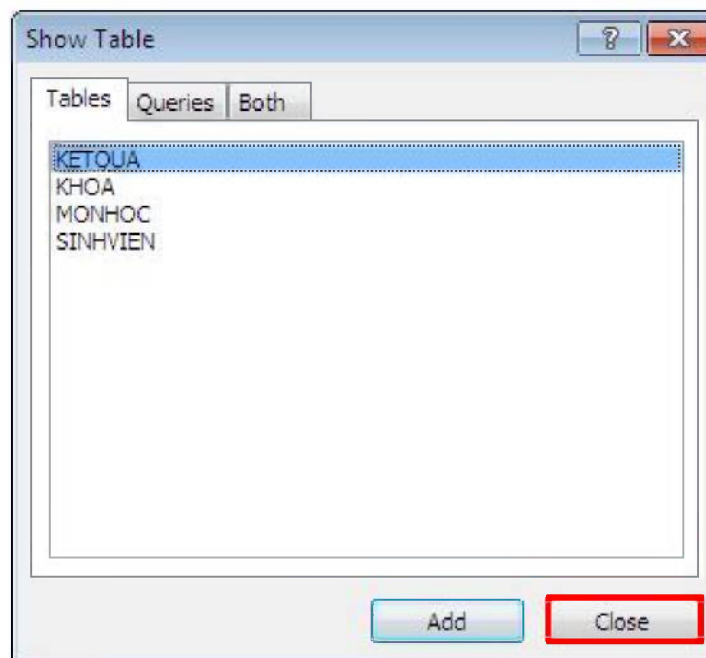 Show Table
Tables Queries Both
KETQUA
KHOA
MONHOC
SINHVIEN
Add Close